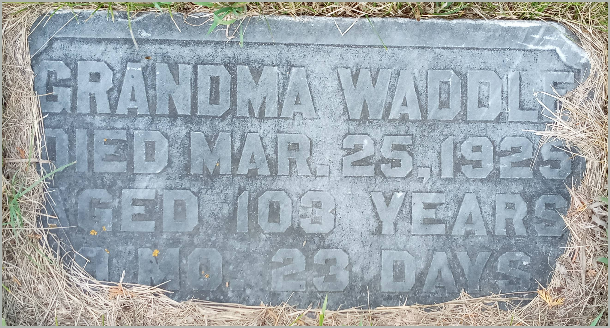 GRANDMA WADDLE
DIED MAR. 25, 1925
AGED 103 YEARS
MO. 23 DAYS